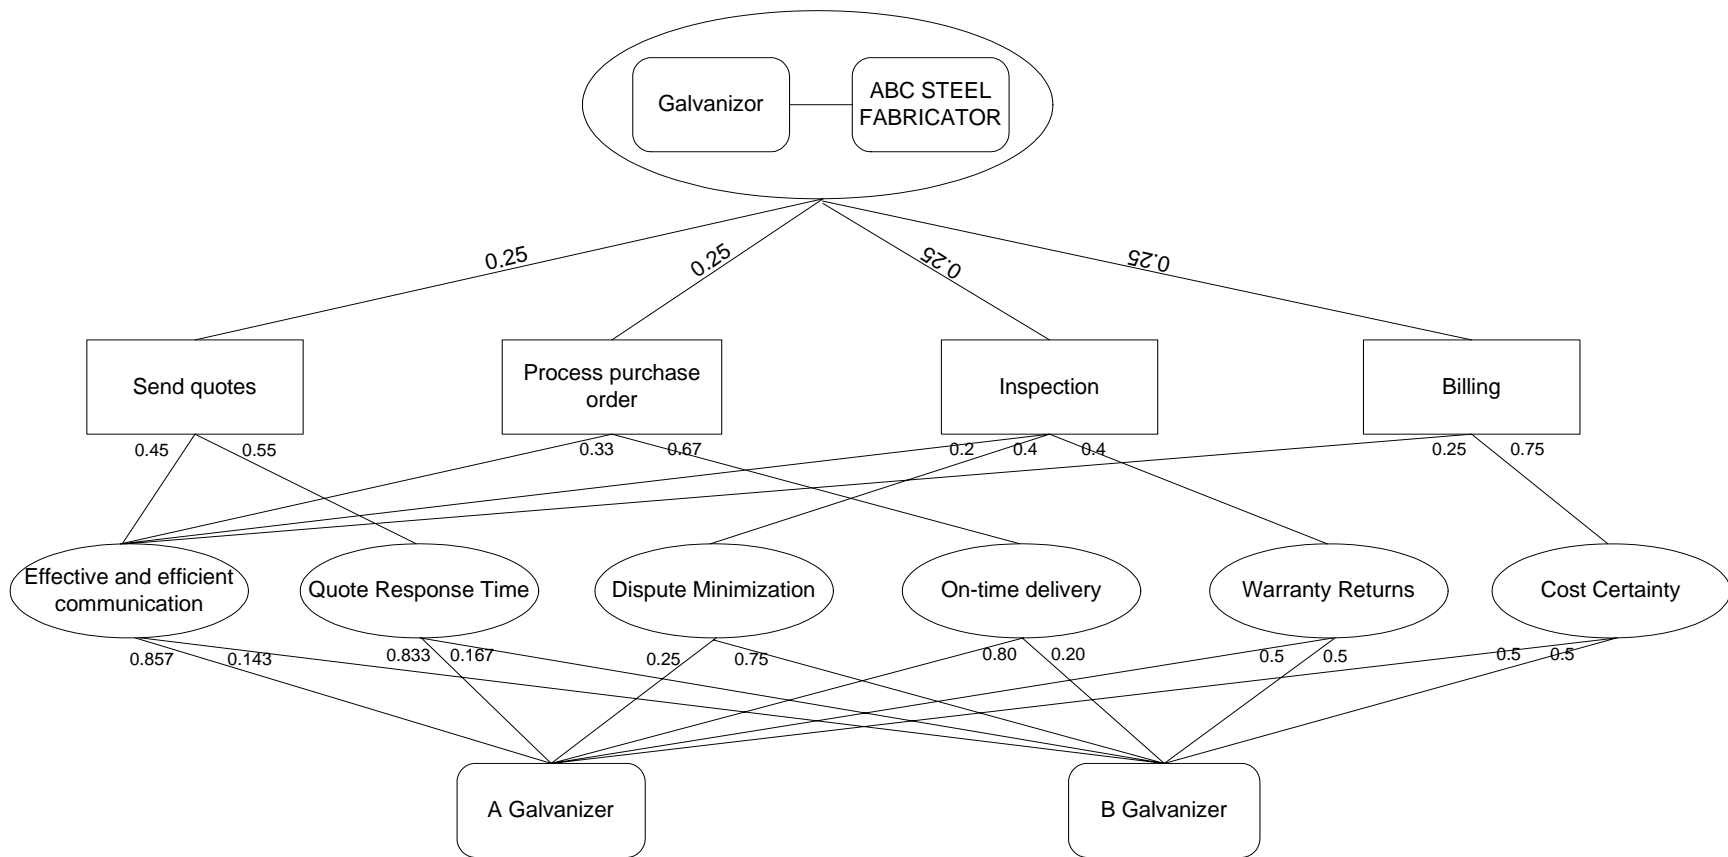 Galvanizor
ABC STEEL
FABRICATOR
0.25
0.25
0.25
0.25
Send quotes
Process purchase
order
Inspection
Billing
0.45
0.55
0.33
0.67
0.2
0.4
0.4
0.25
0.75
Effective and efficient
communication
Quote Response Time
Dispute Minimization
On-time delivery
Warranty Returns
Cost Certainty
0.857
0.143
0.833
0.167
0.25
0.75
0.80
0.20
0.5
0.5
0.5
0.5
A Galvanizer
B Galvanizer